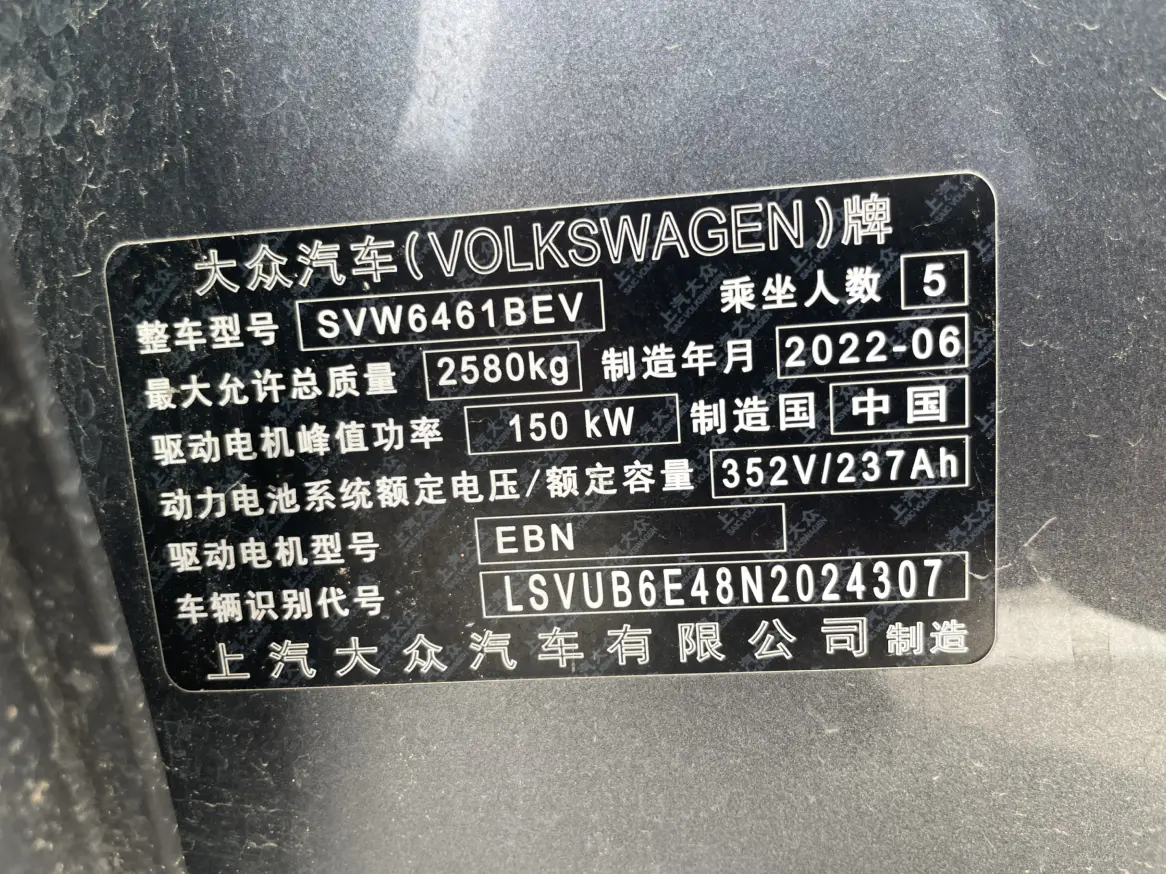 大众汽车(VOLKSWAGEN)牌
整车型号 SVW6461BEV 乘坐人数 5
最大允许总质量 2580kg 制造年月 2022-06
驱动电机峰值功率 150 kW 制造国 中国
动力电池系统额定电压/额定容量 352V/237Ah
驱动电机型号 EBN
车辆识别代号 LSVUB6E48N2024307
上汽大众汽车有限公司 制造